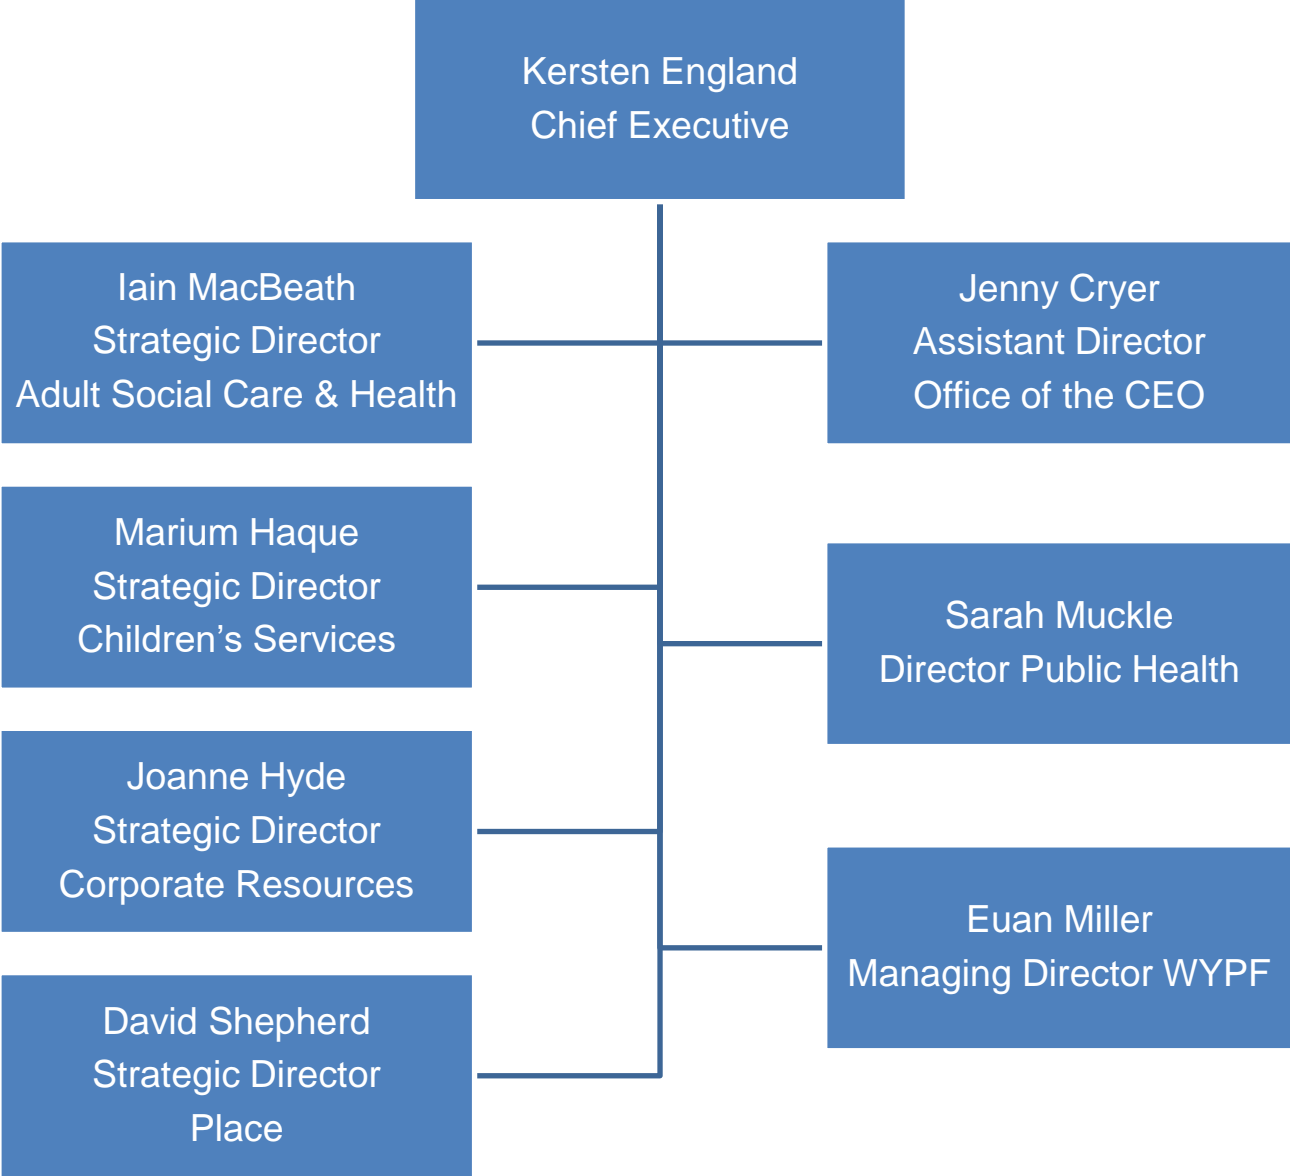 Kersten England
Chief Executive
Iain MacBeath
Strategic Director
Adult Social Care & Health
Jenny Cryer
Assistant Director
Office of the CEO
Marium Haque
Strategic Director
Children’s Services
Sarah Muckle
Director Public Health
Joanne Hyde
Strategic Director
Corporate Resources
Euan Miller
Managing Director WYPF
David Shepherd
Strategic Director
Place